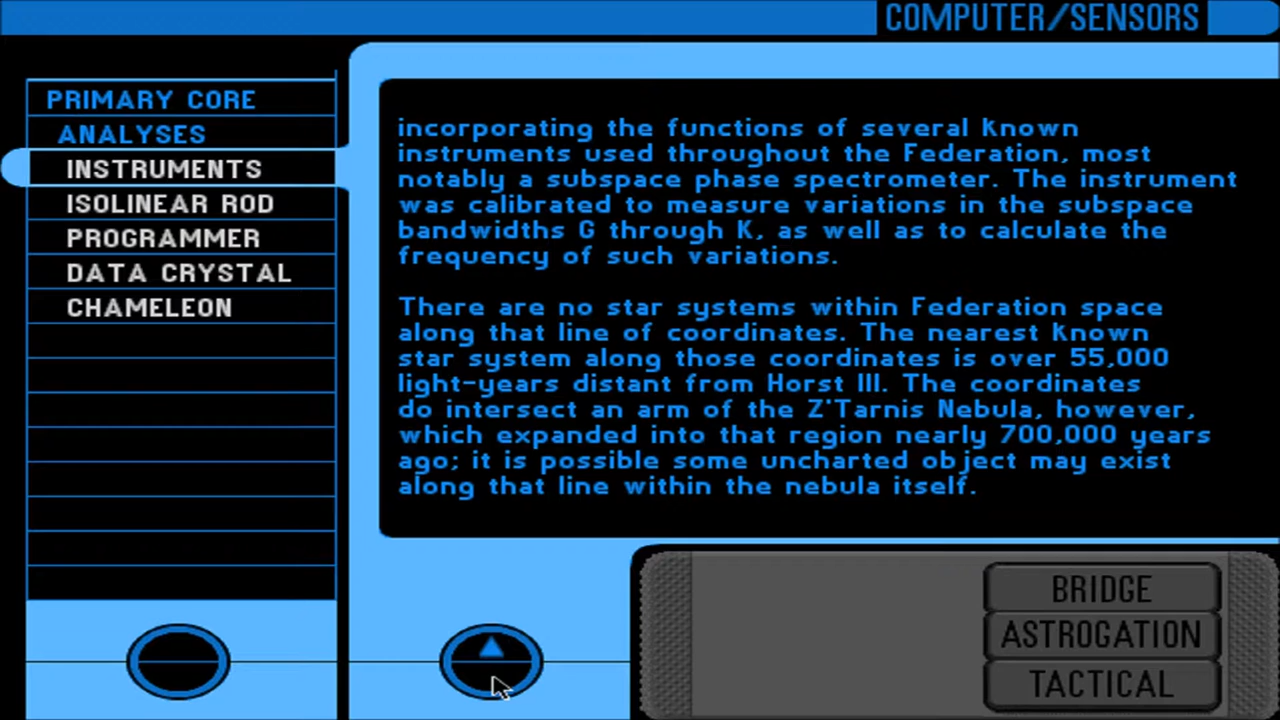 COMPUTER/SENSORS
PRIMARY CORE
ANALYSES
INSTRUMENTS
ISOLINEAR ROD
PROGRAMMER
DATA CRYSTAL
CHAMELEON
incorporating the functions of several known
instruments used throughout the Federation, most
notably a subspace phase spectrometer. The instrument
was calibrated to measure variations in the subspace
bandwidths G through K, as well as to calculate the
frequency of such variations.
There are no star systems within Federation space
along that line of coordinates. The nearest known
star system along those coordinates is over 55,000
light-years distant from Horst III. The coordinates
do intersect an arm of the Z'Tarnis Nebula, however,
which expanded into that region nearly 700,000 years
ago; it is possible some uncharted object may exist
along that line within the nebula itself.
BRIDGE
ASTROGATION
TACTICAL